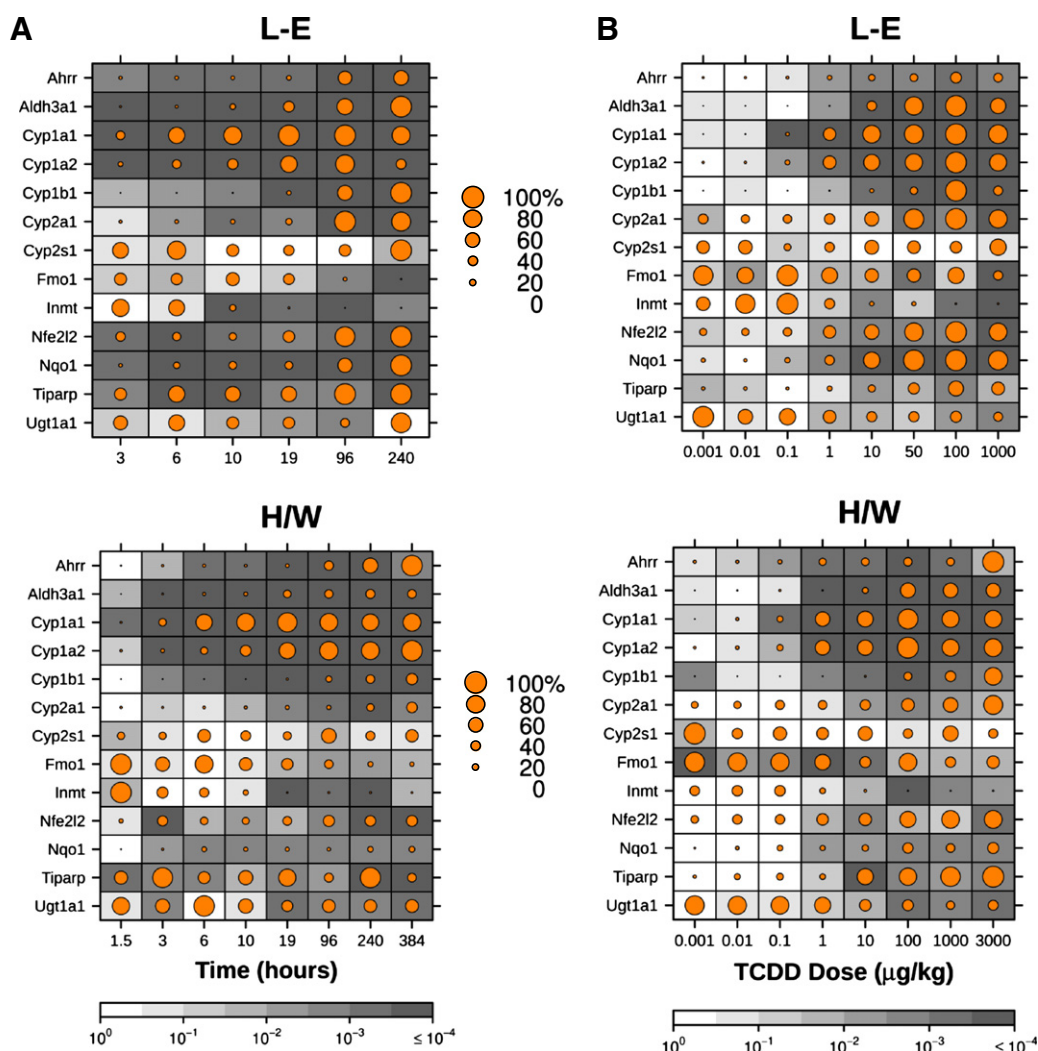 A
L-E
Ahrr
Aldh3a1
Cyp1a1
Cyp1a2
Cyp1b1
Cyp2a1
Cyp2s1
Fmo1
Inmt
Nfe2l2
Nqo1
Tiparp
Ugt1a1
3 6 10 19 96 240
100%
80
60
40
20
0
H/W
Ahrr
Aldh3a1
Cyp1a1
Cyp1a2
Cyp1b1
Cyp2a1
Cyp2s1
Fmo1
Inmt
Nfe2l2
Nqo1
Tiparp
Ugt1a1
1.5 3 6 10 19 96 240 384
Time (hours)
100%
80
60
40
20
0
10⁰ 10⁻¹ 10⁻² 10⁻³ ≤ 10⁻⁴
B
L-E
Ahrr
Aldh3a1
Cyp1a1
Cyp1a2
Cyp1b1
Cyp2a1
Cyp2s1
Fmo1
Inmt
Nfe2l2
Nqo1
Tiparp
Ugt1a1
0.001 0.01 0.1 1 10 50 100 1000
H/W
Ahrr
Aldh3a1
Cyp1a1
Cyp1a2
Cyp1b1
Cyp2a1
Cyp2s1
Fmo1
Inmt
Nfe2l2
Nqo1
Tiparp
Ugt1a1
0.001 0.01 0.1 1 10 100 1000 3000
TCDD Dose (μg/kg)
10⁰ 10⁻¹ 10⁻² 10⁻³ < 10⁻⁴